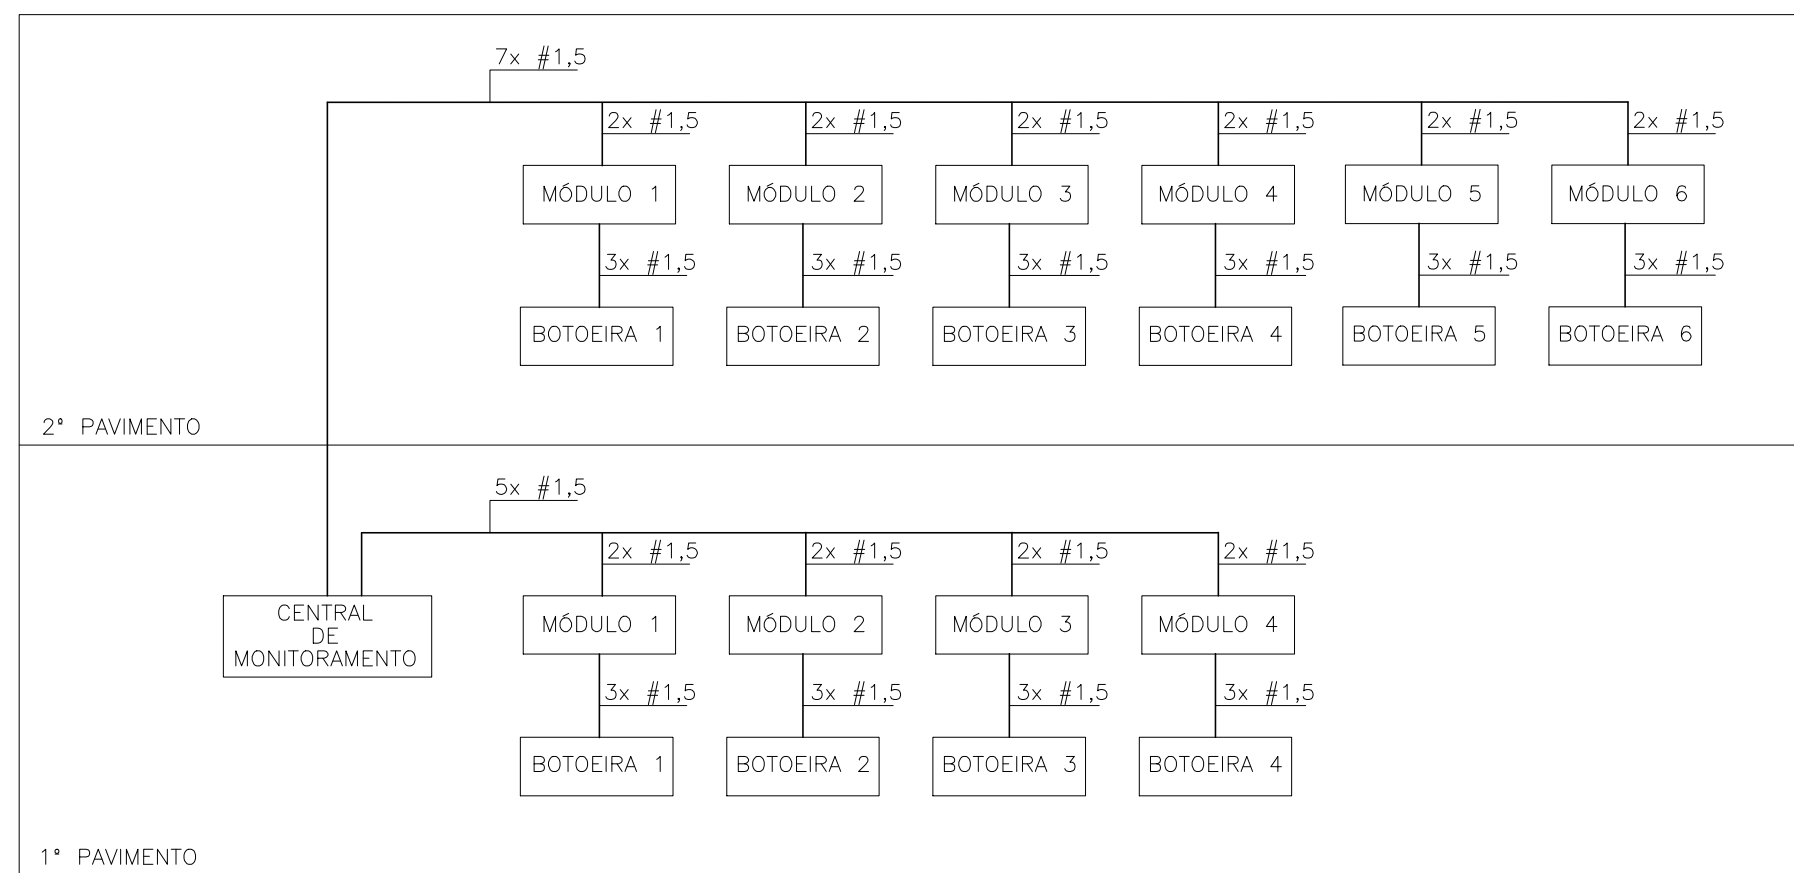 7x #1,5
2x #1,5 2x #1,5 2x #1,5 2x #1,5 2x #1,5 2x #1,5
MÓDULO 1 MÓDULO 2 MÓDULO 3 MÓDULO 4 MÓDULO 5 MÓDULO 6
3x #1,5 3x #1,5 3x #1,5 3x #1,5 3x #1,5 3x #1,5
BOTOEIRA 1 BOTOEIRA 2 BOTOEIRA 3 BOTOEIRA 4 BOTOEIRA 5 BOTOEIRA 6
2º PAVIMENTO
5x #1,5
2x #1,5 2x #1,5 2x #1,5 2x #1,5
CENTRAL
DE
MONITORAMENTO
MÓDULO 1 MÓDULO 2 MÓDULO 3 MÓDULO 4
3x #1,5 3x #1,5 3x #1,5 3x #1,5
BOTOEIRA 1 BOTOEIRA 2 BOTOEIRA 3 BOTOEIRA 4
1º PAVIMENTO